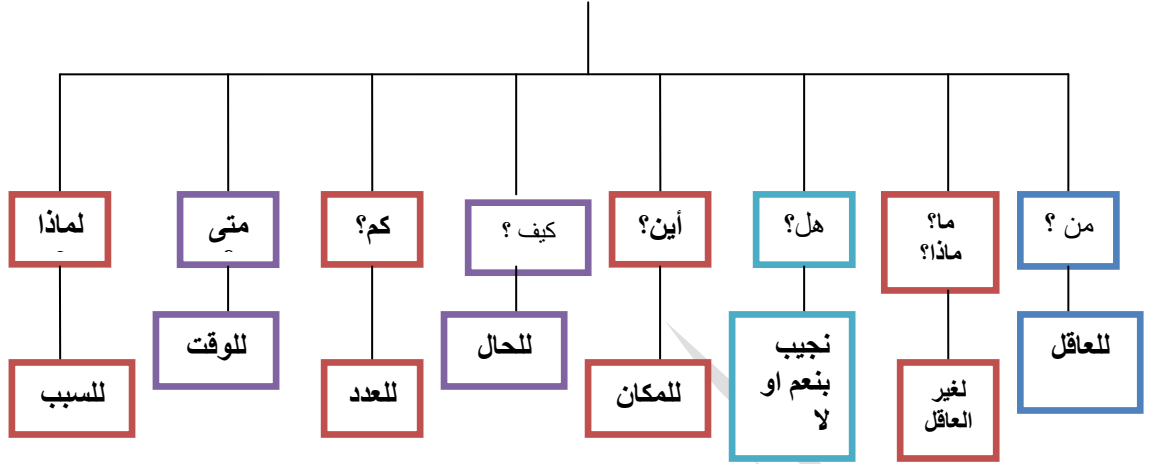 من ؟
ما؟
ماذا؟
هل؟
أين؟
كيف ؟
كم؟
متى
لماذا
للعاقل
لغير
العاقل
نجيب
بنعم او
لا
للمكان
للحال
للعدد
للوقت
للسبب